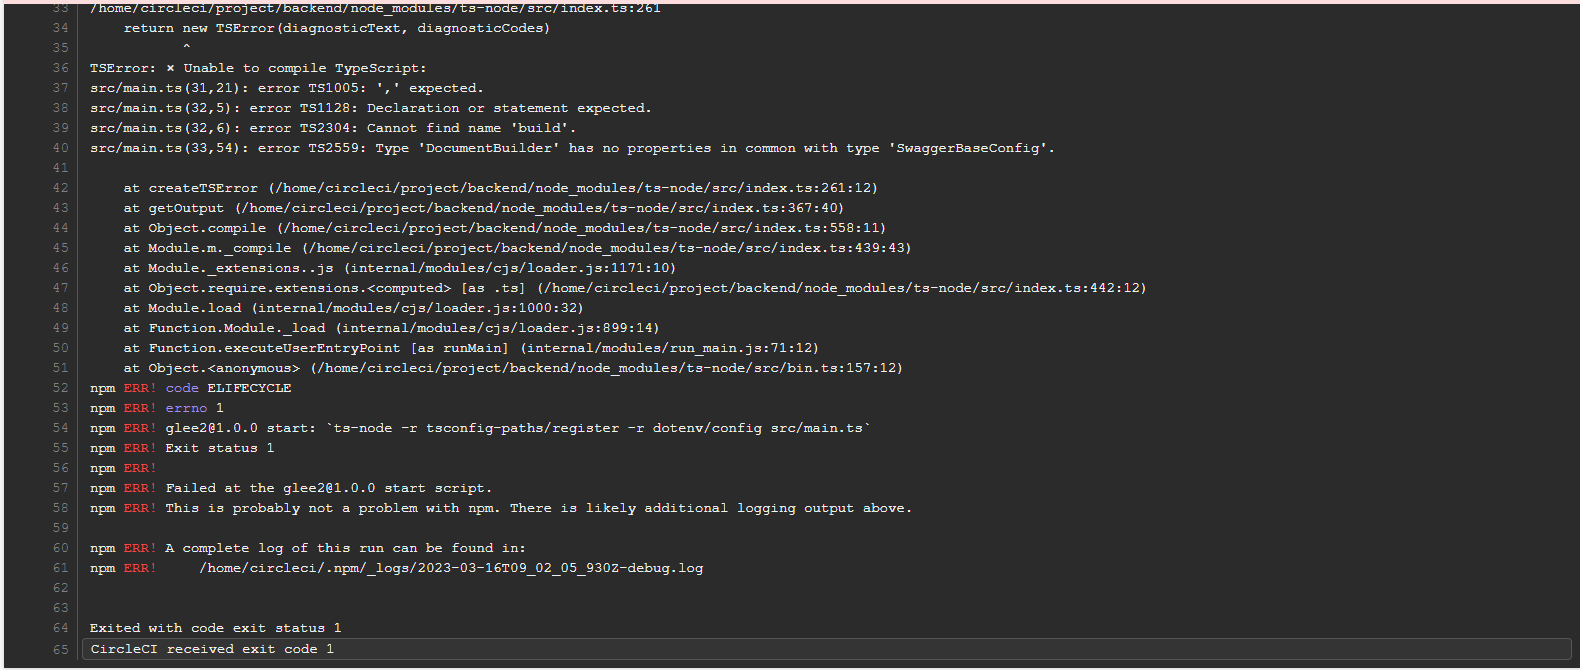 33 /home/circleci/project/backend/node_modules/ts-node/src/index.ts:261
34     return new TSError(diagnosticText, diagnosticCodes)
35            ^
36 TSError: ⨯ Unable to compile TypeScript:
37 src/main.ts(31,21): error TS1005: ',' expected.
38 src/main.ts(32,5): error TS1128: Declaration or statement expected.
39 src/main.ts(32,6): error TS2304: Cannot find name 'build'.
40 src/main.ts(33,54): error TS2559: Type 'DocumentBuilder' has no properties in common with type 'SwaggerBaseConfig'.
41
42     at createTSError (/home/circleci/project/backend/node_modules/ts-node/src/index.ts:261:12)
43     at getOutput (/home/circleci/project/backend/node_modules/ts-node/src/index.ts:367:40)
44     at Object.compile (/home/circleci/project/backend/node_modules/ts-node/src/index.ts:558:11)
45     at Module.m._compile (/home/circleci/project/backend/node_modules/ts-node/src/index.ts:439:43)
46     at Module._extensions..js (internal/modules/cjs/loader.js:1171:10)
47     at Object.require.extensions.<computed> [as .ts] (/home/circleci/project/backend/node_modules/ts-node/src/index.ts:442:12)
48     at Module.load (internal/modules/cjs/loader.js:1000:32)
49     at Function.Module._load (internal/modules/cjs/loader.js:899:14)
50     at Function.executeUserEntryPoint [as runMain] (internal/modules/run_main.js:71:12)
51     at Object.<anonymous> (/home/circleci/project/backend/node_modules/ts-node/src/bin.ts:157:12)
52 npm ERR! code ELIFECYCLE
53 npm ERR! errno 1
54 npm ERR! glee2@1.0.0 start: `ts-node -r tsconfig-paths/register -r dotenv/config src/main.ts`
55 npm ERR! Exit status 1
56 npm ERR!
57 npm ERR! Failed at the glee2@1.0.0 start script.
58 npm ERR! This is probably not a problem with npm. There is likely additional logging output above.
59
60 npm ERR! A complete log of this run can be found in:
61 npm ERR!     /home/circleci/.npm/_logs/2023-03-16T09_02_05_930Z-debug.log
62
63
64 Exited with code exit status 1
65 CircleCI received exit code 1